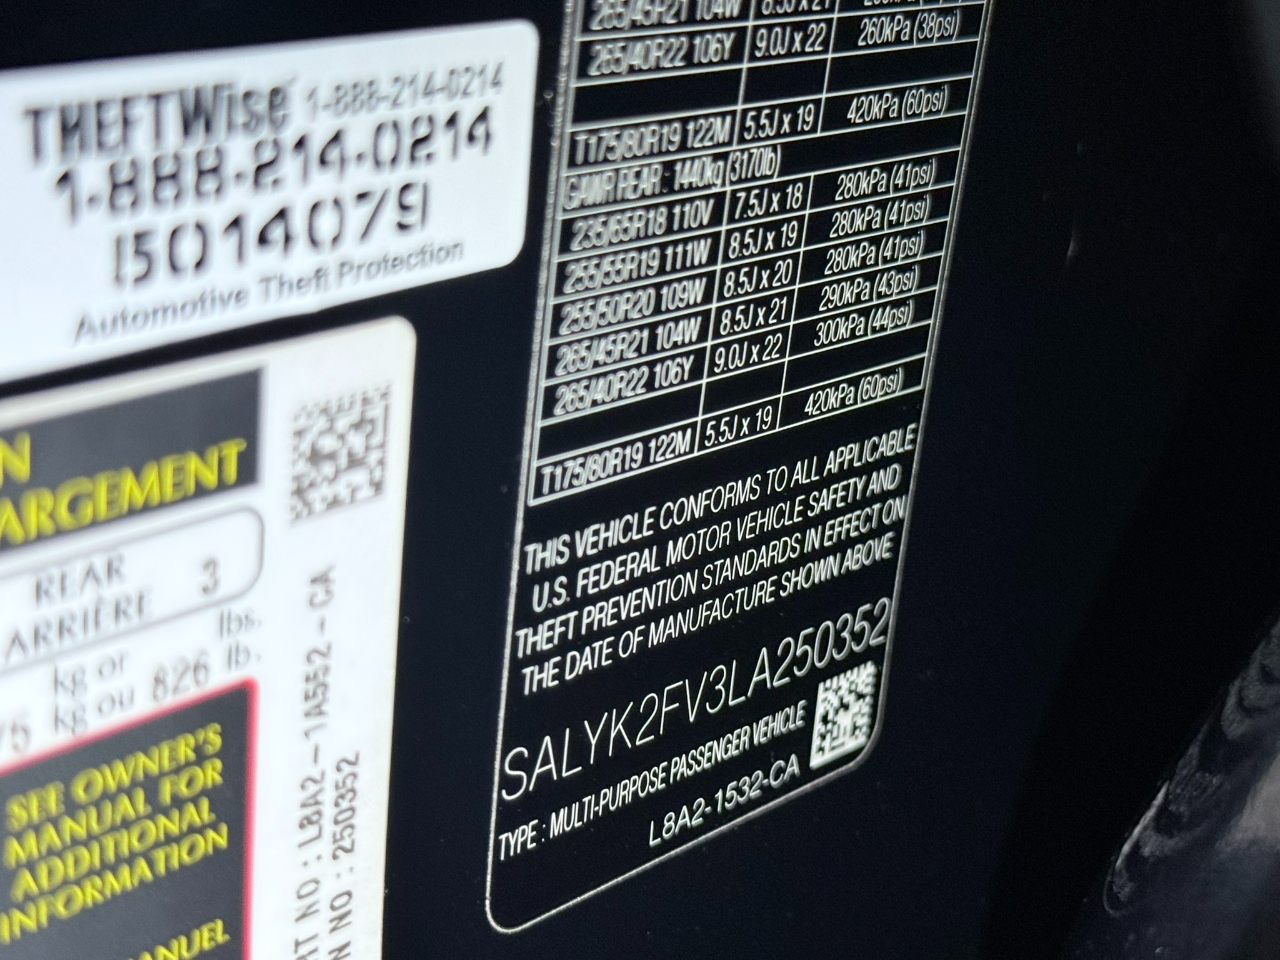 THEFTWise 1-888-214-0214
1-888-214-0214
15014079
Automotive Theft Protection
ARGEMENT
REAR
ARRIÈRE 3
kg or lbs.
kg ou 826 lb.
SEE OWNER'S
MANUAL FOR
ADDITIONAL
INFORMATION
L8A2-1A552-CA
250352
265/45R21 104W 8.5J x 21
265/40R22 106Y 9.0J x 22 260kPa (38psi)
T175/80R19 122M 5.5J x 19 420kPa (60psi)
GAWR REAR : 1440kg (3170lb)
235/65R18 110V 7.5J x 18 280kPa (41psi)
255/55R19 111W 8.5J x 19 280kPa (41psi)
255/50R20 109W 8.5J x 20 280kPa (41psi)
265/45R21 104W 8.5J x 21 290kPa (43psi)
265/40R22 106Y 9.0J x 22 300kPa (44psi)
T175/80R19 122M 5.5J x 19 420kPa (60psi)
THIS VEHICLE CONFORMS TO ALL APPLICABLE
U.S. FEDERAL MOTOR VEHICLE SAFETY AND
THEFT PREVENTION STANDARDS IN EFFECT ON
THE DATE OF MANUFACTURE SHOWN ABOVE
SALYK2FV3LA250352
TYPE : MULTI-PURPOSE PASSENGER VEHICLE
L8A2-1532-CA